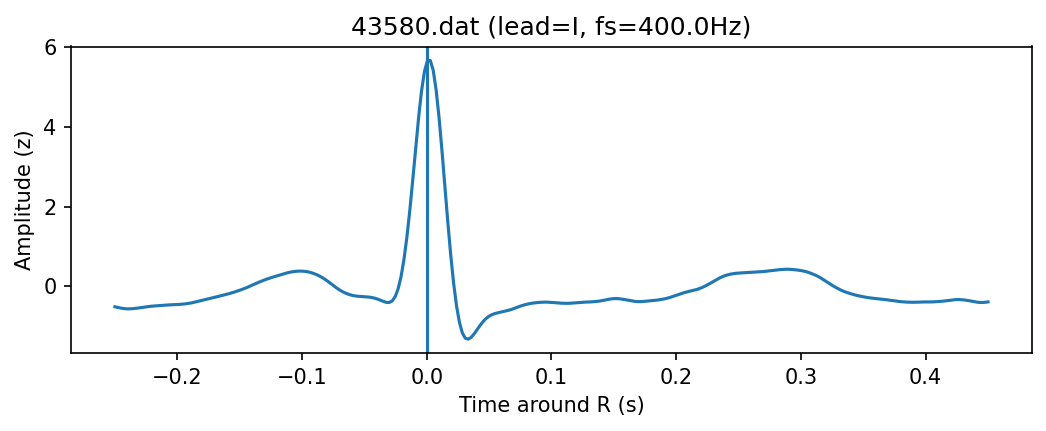 43580.dat (lead=I, fs=400.0Hz)
Amplitude (z)
6
4
2
0
−0.2 −0.1 0.0 0.1 0.2 0.3 0.4
Time around R (s)